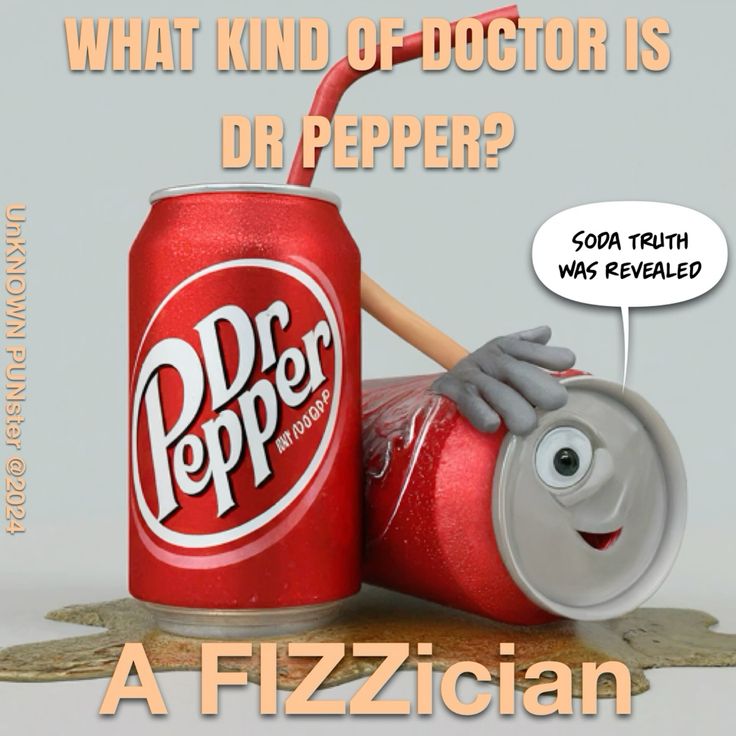 WHAT KIND OF DOCTOR IS
DR PEPPER?
SODA TRUTH
WAS REVEALED
Dr
Pepper
UnKNOWN PUNster @2024
A FIZZician